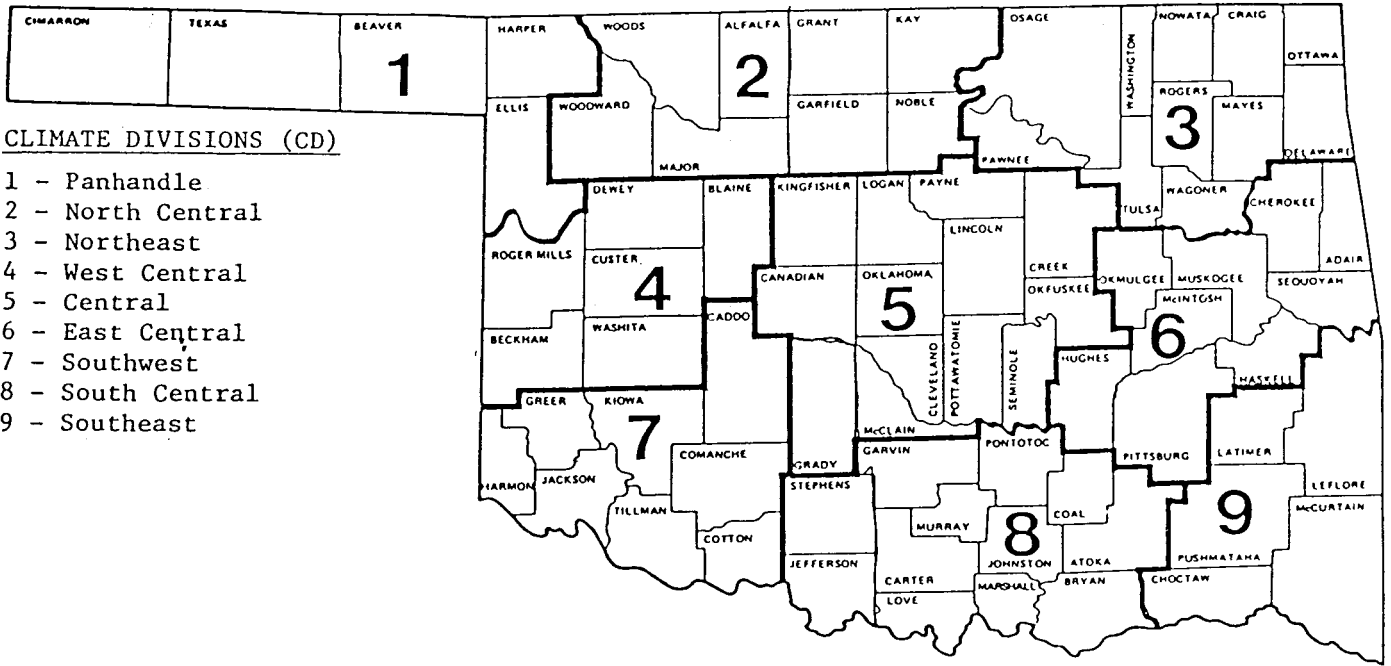 CIMARRON
TEXAS
BEAVER
HARPER
WOODS
ALFALFA
GRANT
KAY
OSAGE
WASHINGTON
NOWATA
CRAIG
OTTAWA
1
2
3
ELLIS
WOODWARD
GARFIELD
NOBLE
ROGERS
MAYES
MAJOR
PAWNEE
DELAWARE
CLIMATE DIVISIONS (CD)
1 - Panhandle
2 - North Central
3 - Northeast
4 - West Central
5 - Central
6 - East Central
7 - Southwest
8 - South Central
9 - Southeast
DEWEY
BLAINE
KINGFISHER
LOGAN
PAYNE
TULSA
WAGONER
CHEROKEE
LINCOLN
ROGER MILLS
CUSTER
CANADIAN
OKLAHOMA
CREEK
OKMULGEE
MUSKOGEE
SEQUOYAH
ADAIR
4
5
OKFUSKEE
McINTOSH
6
BECKHAM
WASHITA
CADDO
CLEVELAND
POTTAWATOMIE
SEMINOLE
HUGHES
HASKELL
GREER
KIOWA
7
McCLAIN
PONTOTOC
COMANCHE
GRADY
GARVIN
PITTSBURG
LATIMER
HARMON
JACKSON
STEPHENS
LEFLORE
TILLMAN
MURRAY
8
COAL
9
McCURTAIN
COTTON
JEFFERSON
JOHNSTON
ATOKA
PUSHMATAHA
CARTER
MARSHALL
BRYAN
CHOCTAW
LOVE